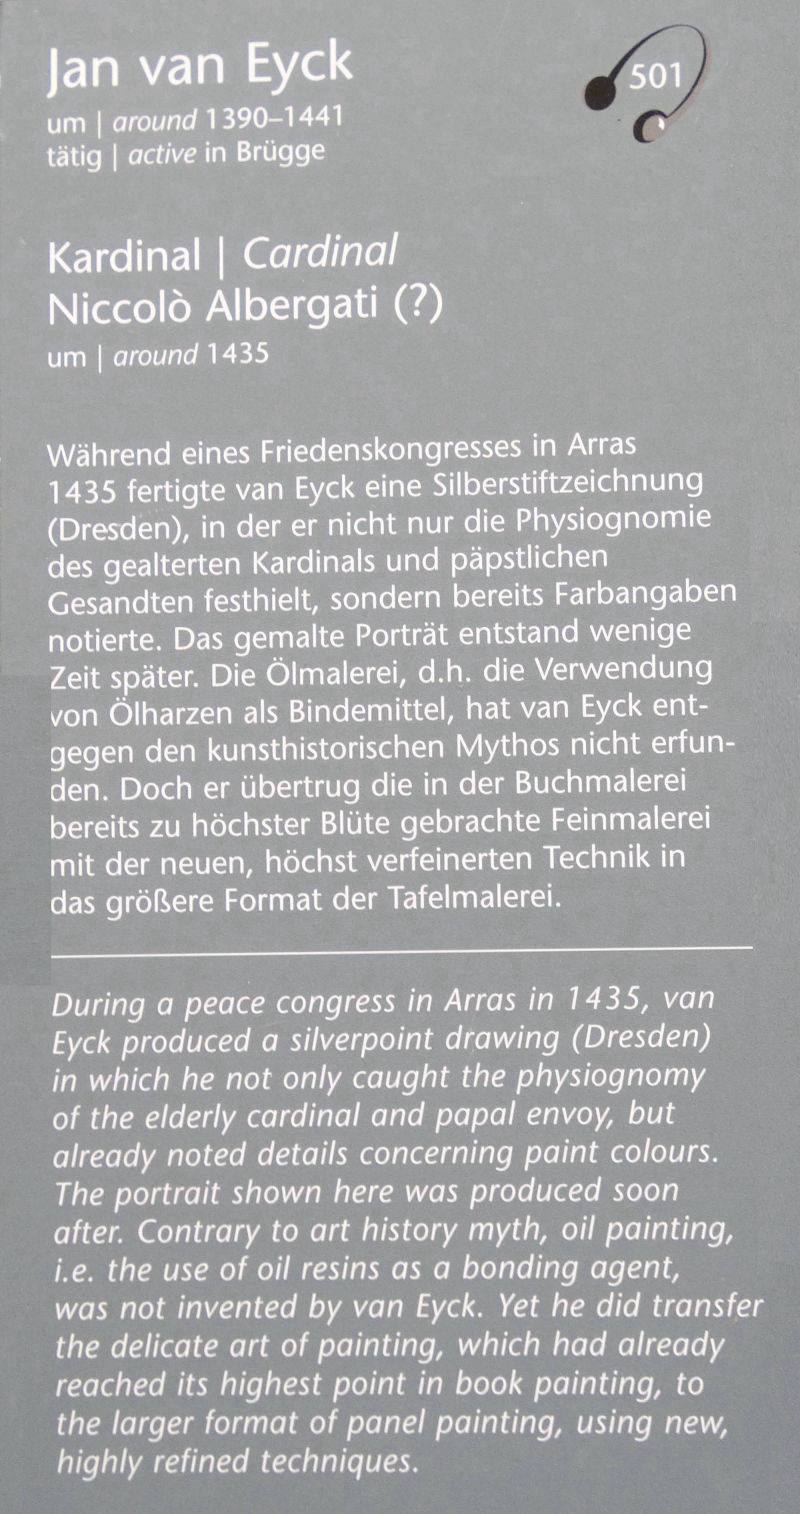 Jan van Eyck
501
um | around 1390–1441
tätig | active in Brügge
Kardinal | Cardinal
Niccolò Albergati (?)
um | around 1435
Während eines Friedenskongresses in Arras
1435 fertigte van Eyck eine Silberstiftzeichnung
(Dresden), in der er nicht nur die Physiognomie
des gealterten Kardinals und päpstlichen
Gesandten festhielt, sondern bereits Farbangaben
notierte. Das gemalte Porträt entstand wenige
Zeit später. Die Ölmalerei, d.h. die Verwendung
von Ölharzen als Bindemittel, hat van Eyck ent-
gegen den kunsthistorischen Mythos nicht erfun-
den. Doch er übertrug die in der Buchmalerei
bereits zu höchster Blüte gebrachte Feinmalerei
mit der neuen, höchst verfeinerten Technik in
das größere Format der Tafelmalerei.
During a peace congress in Arras in 1435, van
Eyck produced a silverpoint drawing (Dresden)
in which he not only caught the physiognomy
of the elderly cardinal and papal envoy, but
already noted details concerning paint colours.
The portrait shown here was produced soon
after. Contrary to art history myth, oil painting,
i.e. the use of oil resins as a bonding agent,
was not invented by van Eyck. Yet he did transfer
the delicate art of painting, which had already
reached its highest point in book painting, to
the larger format of panel painting, using new,
highly refined techniques.